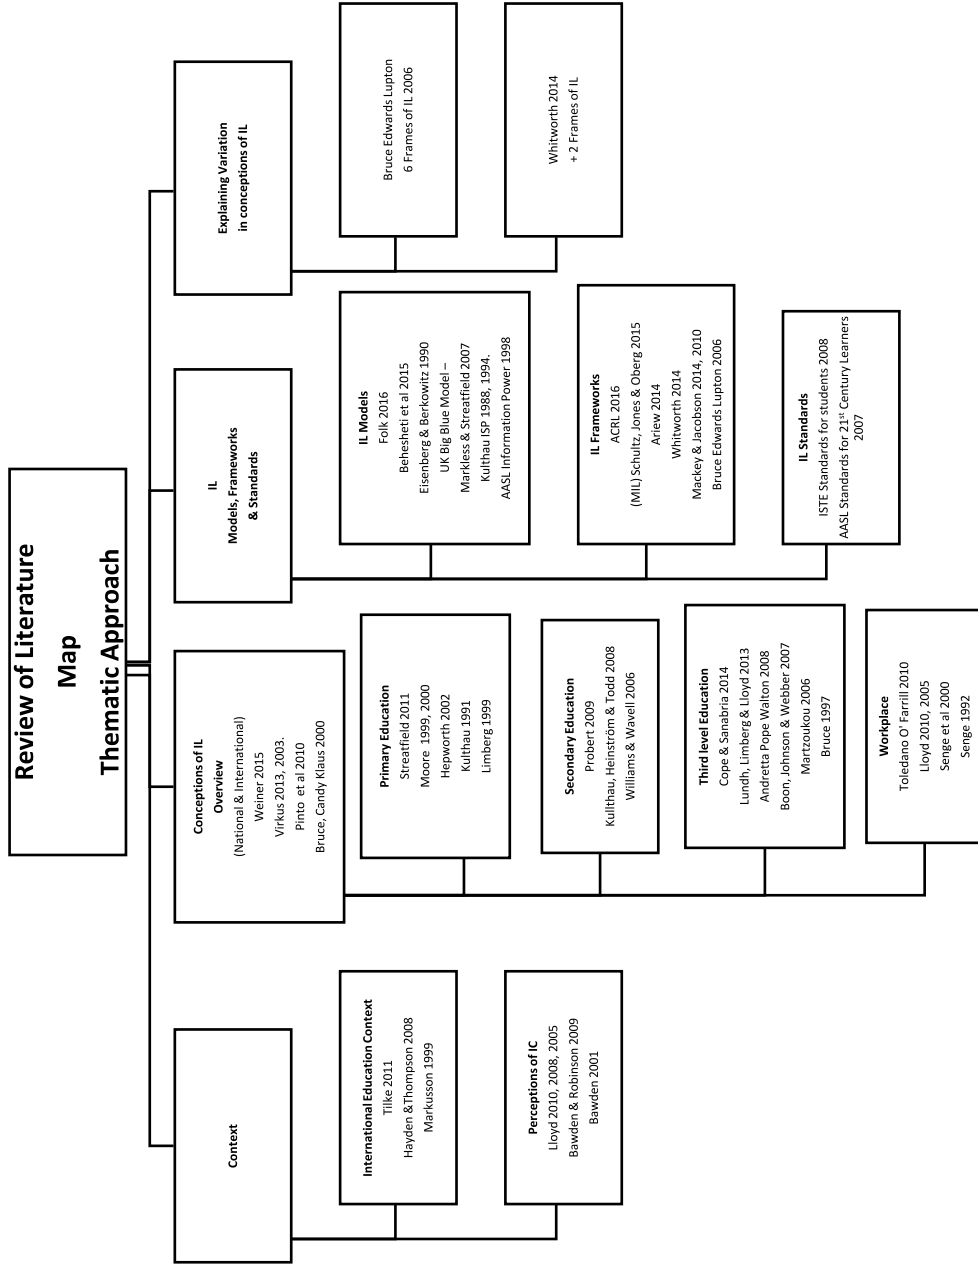 Review of Literature
Map
Thematic Approach
Context
International Education Context
Tilke 2011
Hayden &Thompson 2008
Markusson 1999
Perceptions of IC
Lloyd 2010, 2008, 2005
Bawden & Robinson 2009
Bawden 2001
Conceptions of IL
Overview
(National & International)
Weiner 2015
Virkus 2013, 2003.
Pinto et al 2010
Bruce, Candy Klaus 2000
Primary Education
Streatfield 2011
Moore 1999, 2000
Hepworth 2002
Kulthau 1991
Limberg 1999
Secondary Education
Probert 2009
Kullthau, Heinström & Todd 2008
Williams & Wavell 2006
Third level Education
Cope & Sanabria 2014
Lundh, Limberg & Lloyd 2013
Andretta Pope Walton 2008
Boon, Johnson & Webber 2007
Martzoukou 2006
Bruce 1997
Workplace
Toledano O' Farrill 2010
Lloyd 2010, 2005
Senge et al 2000
Senge 1992
IL
Models, Frameworks
& Standards
IL Models
Folk 2016
Behesheti et al 2015
Eisenberg & Berkowitz 1990
UK Big Blue Model –
Markless & Streatfield 2007
Kulthau ISP 1988, 1994.
AASL Information Power 1998
IL Frameworks
ACRL 2016
(MIL) Schultz, Jones & Oberg 2015
Ariew 2014
Whitworth 2014
Mackey & Jacobson 2014, 2010
Bruce Edwards Lupton 2006
IL Standards
ISTE Standards for students 2008
AASL Standards for 21st Century Learners
2007
Explaining Variation
in conceptions of IL
Bruce Edwards Lupton
6 Frames of IL 2006
Whitworth 2014
+ 2 Frames of IL